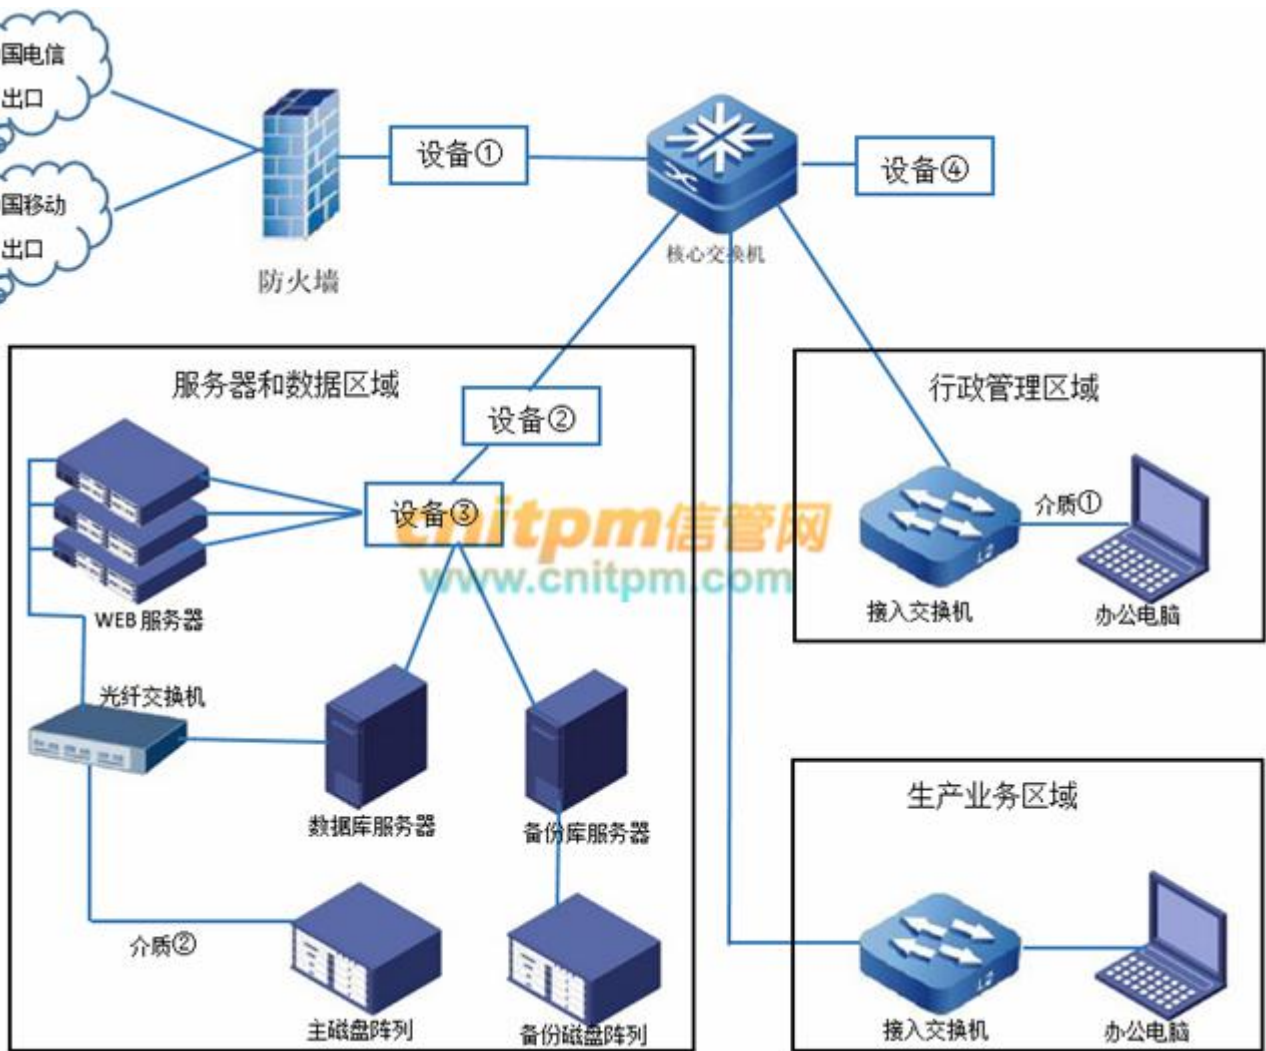 国电信
出口
国移动
出口
防火墙
设备①
核心交换机
设备④
服务器和数据区域
设备②
设备③
WEB 服务器
光纤交换机
数据库服务器
备份库服务器
介质②
主磁盘阵列
备份磁盘阵列
行政管理区域
介质①
接入交换机
办公电脑
生产业务区域
接入交换机
办公电脑
cnitpm信管网
www.cnitpm.com